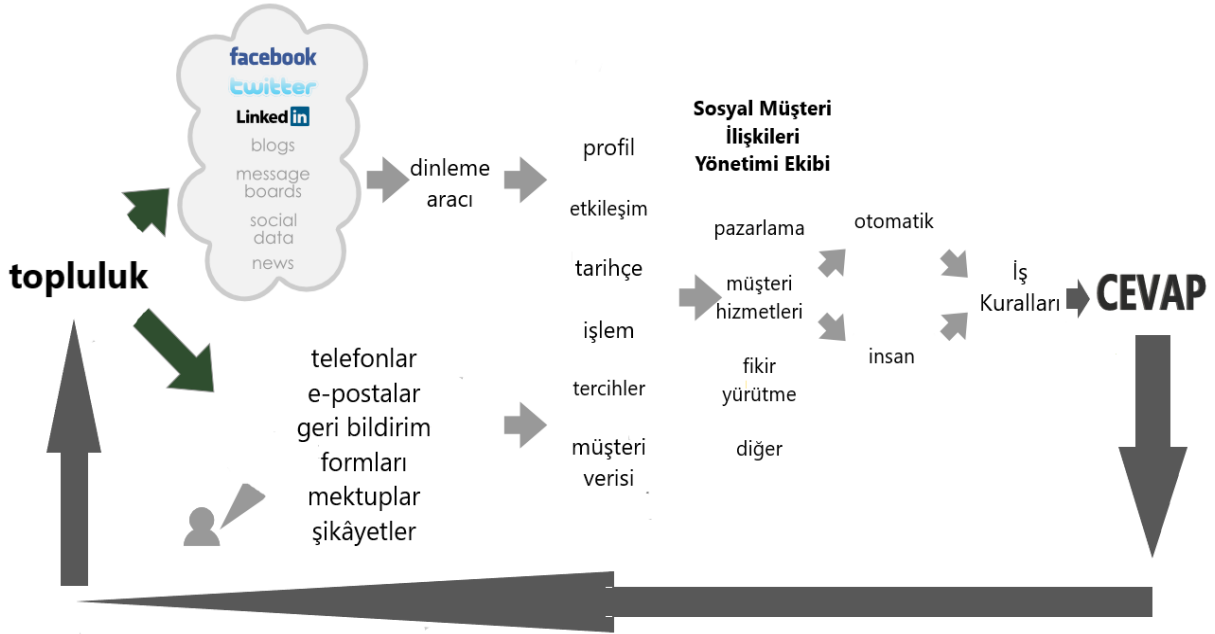 topluluk
facebook
twitter
Linked in
blogs
message
boards
social
data
news
telefonlar
e-postalar
geri bildirim
formları
mektuplar
şikâyetler
dinleme
aracı
profil
etkileşim
tarihçe
işlem
tercihler
müşteri
verisi
Sosyal Müşteri
İlişkileri
Yönetimi Ekibi
pazarlama
müşteri
hizmetleri
fikir
yürütme
diğer
otomatik
insan
İş
Kuralları
CEVAP